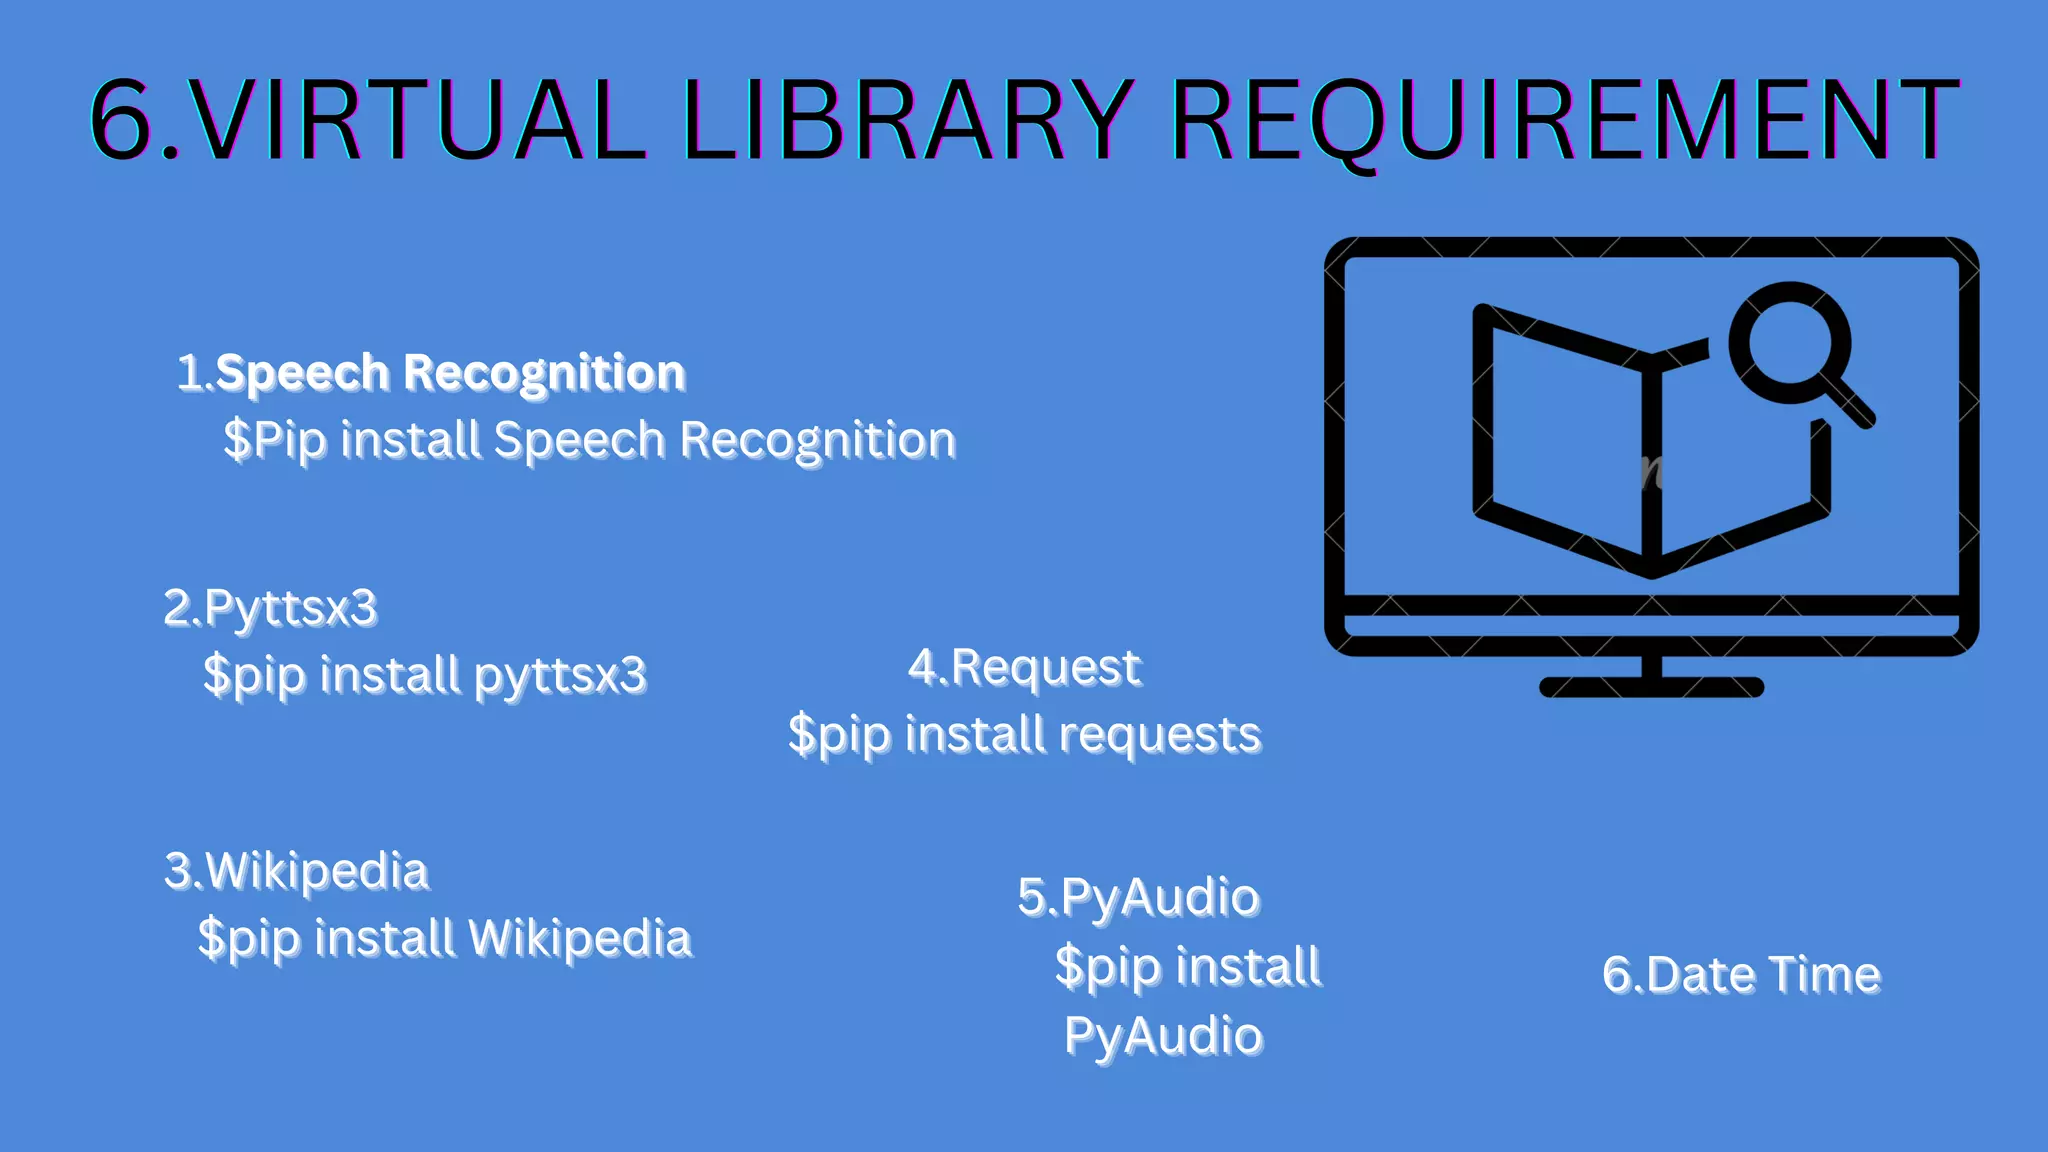 6.VIRTUAL LIBRARY REQUIREMENT
1.Speech Recognition
$Pip install Speech Recognition
2.Pyttsx3
$pip install pyttsx3
3.Wikipedia
$pip install Wikipedia
4.Request
$pip install requests
5.PyAudio
$pip install
PyAudio
6.Date Time